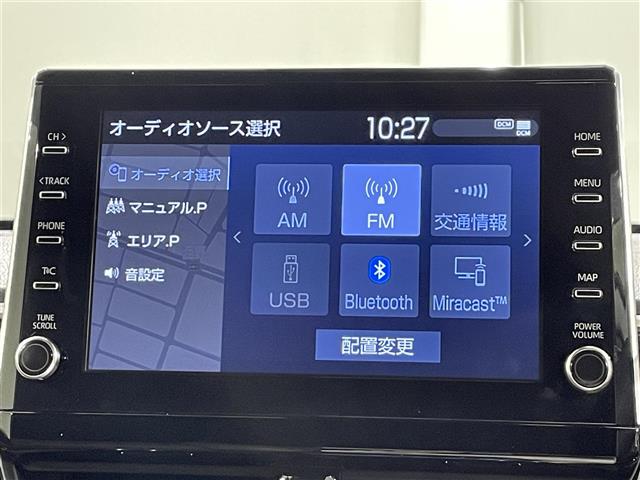 オーディオソース選択
10:27
DCM
DCM
オーディオ選択
マニュアル.P
エリア.P
音設定
AM
FM
交通情報
USB
Bluetooth
Miracast™
配置変更
CH >
< TRACK
PHONE
T&C
TUNE
SCROLL
HOME
MENU
AUDIO
MAP
POWER
VOLUME